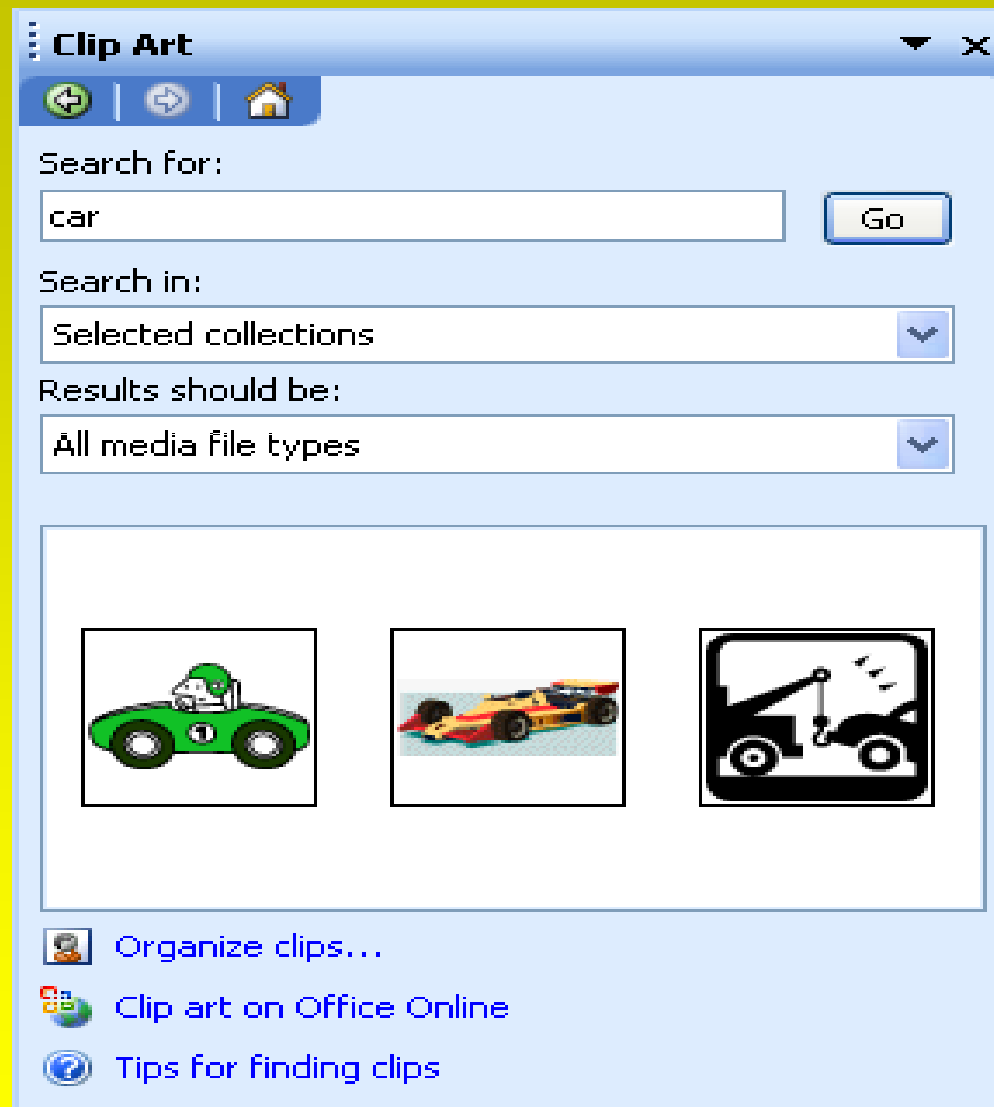 Clip Art
Search for:
car
Go
Search in:
Selected collections
Results should be:
All media file types
1
Organize clips...
Clip art on Office Online
Tips for finding clips